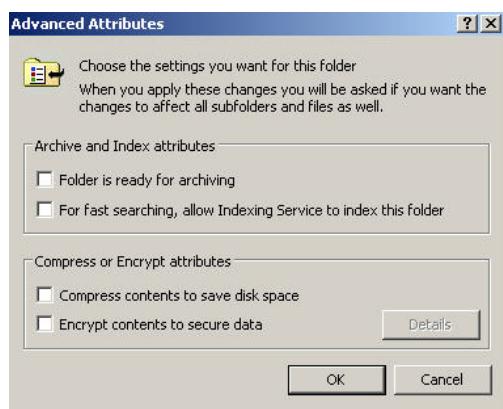 Advanced Attributes
Choose the settings you want for this folder
When you apply these changes you will be asked if you want the
changes to affect all subfolders and files as well.
Archive and Index attributes
Folder is ready for archiving
For fast searching, allow Indexing Service to index this folder
Compress or Encrypt attributes
Compress contents to save disk space
Encrypt contents to secure data
Details
OK
Cancel